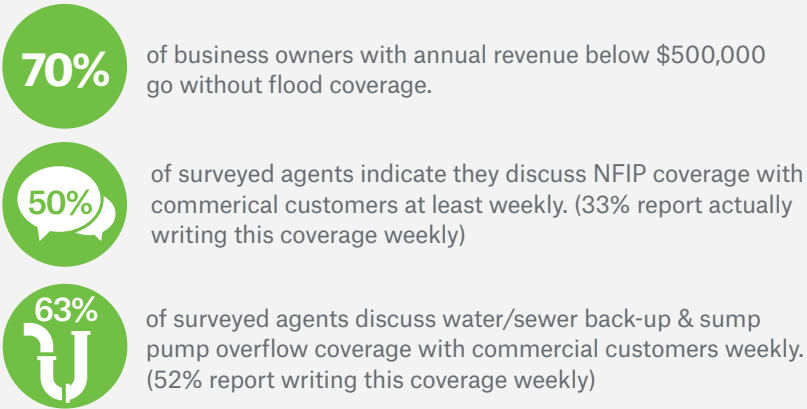 70%
of business owners with annual revenue below $500,000
go without flood coverage.
50%
of surveyed agents indicate they discuss NFIP coverage with
commerical customers at least weekly. (33% report actually
writing this coverage weekly)
63%
of surveyed agents discuss water/sewer back-up & sump
pump overflow coverage with commercial customers weekly.
(52% report writing this coverage weekly)